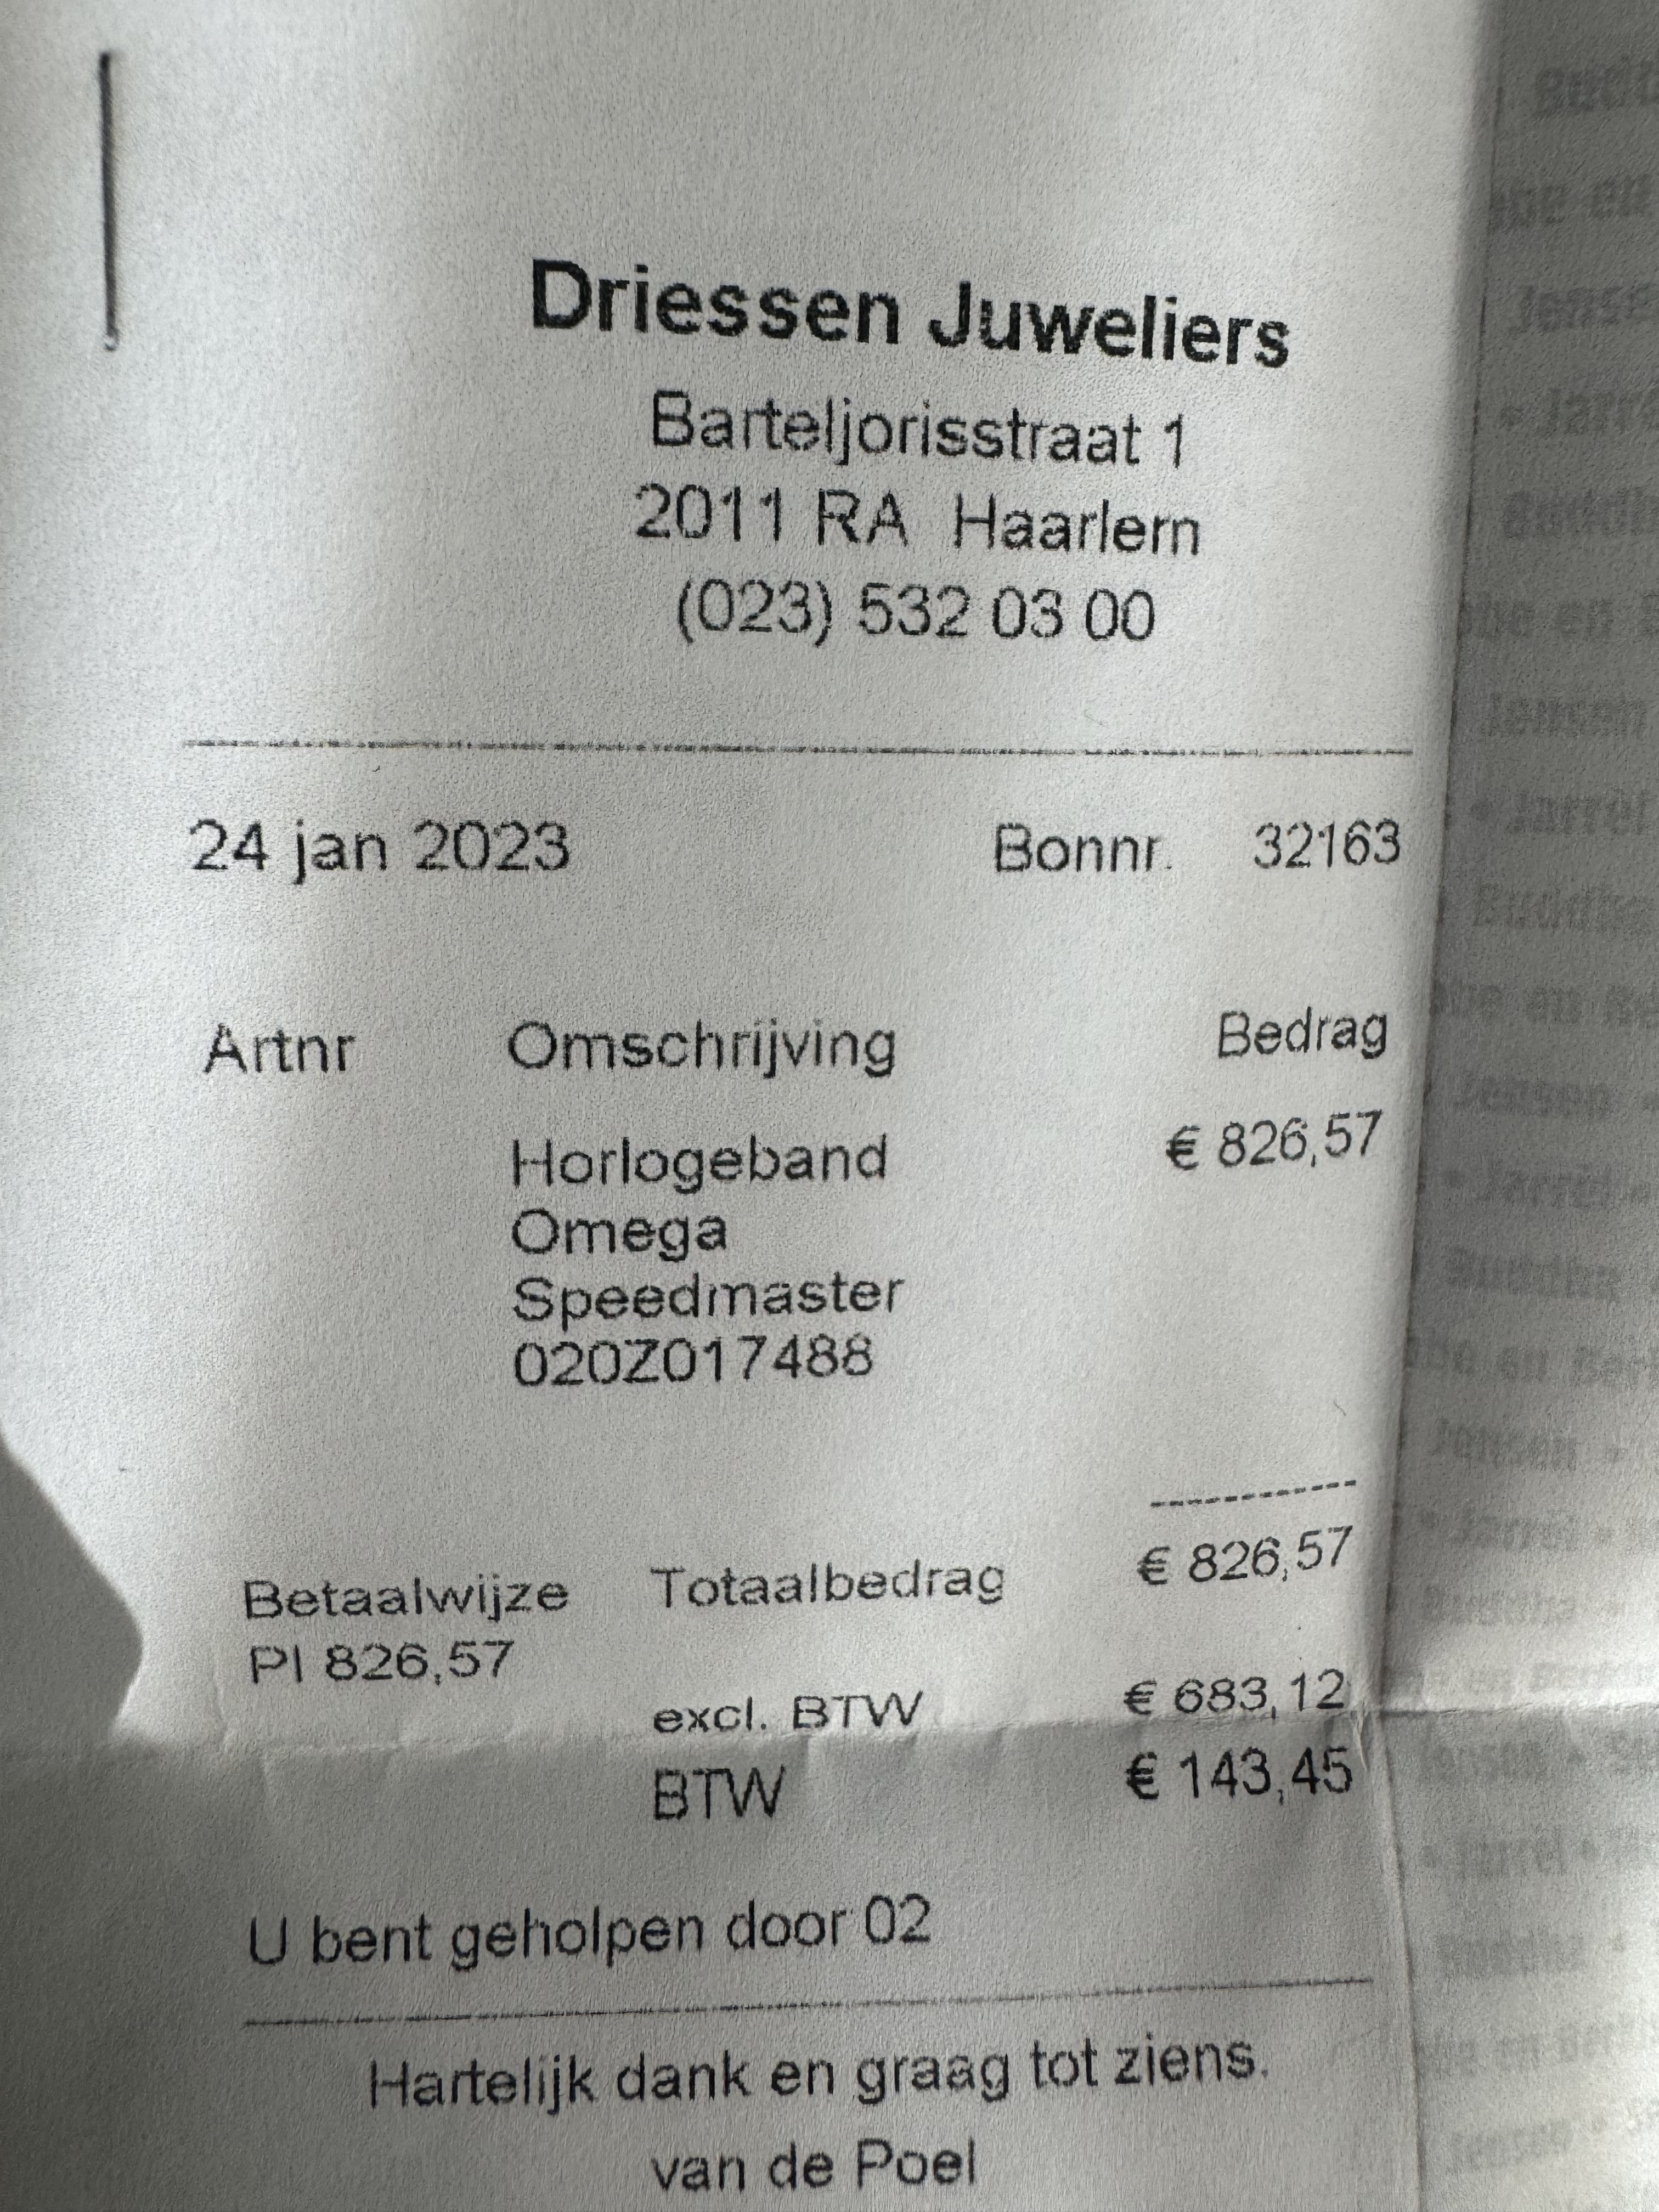 Driessen Juweliers
Barteljorisstraat 1
2011 RA Haarlem
(023) 532 03 00
24 jan 2023 Bonnr. 32163
Artnr Omschrijving Bedrag
Horlogeband € 826,57
Omega
Speedmaster
020Z017488
Betaalwijze Totaalbedrag € 826,57
PI 826,57
excl. BTW € 683,12
BTW € 143,45
U bent geholpen door 02
Hartelijk dank en graag tot ziens.
van de Poel